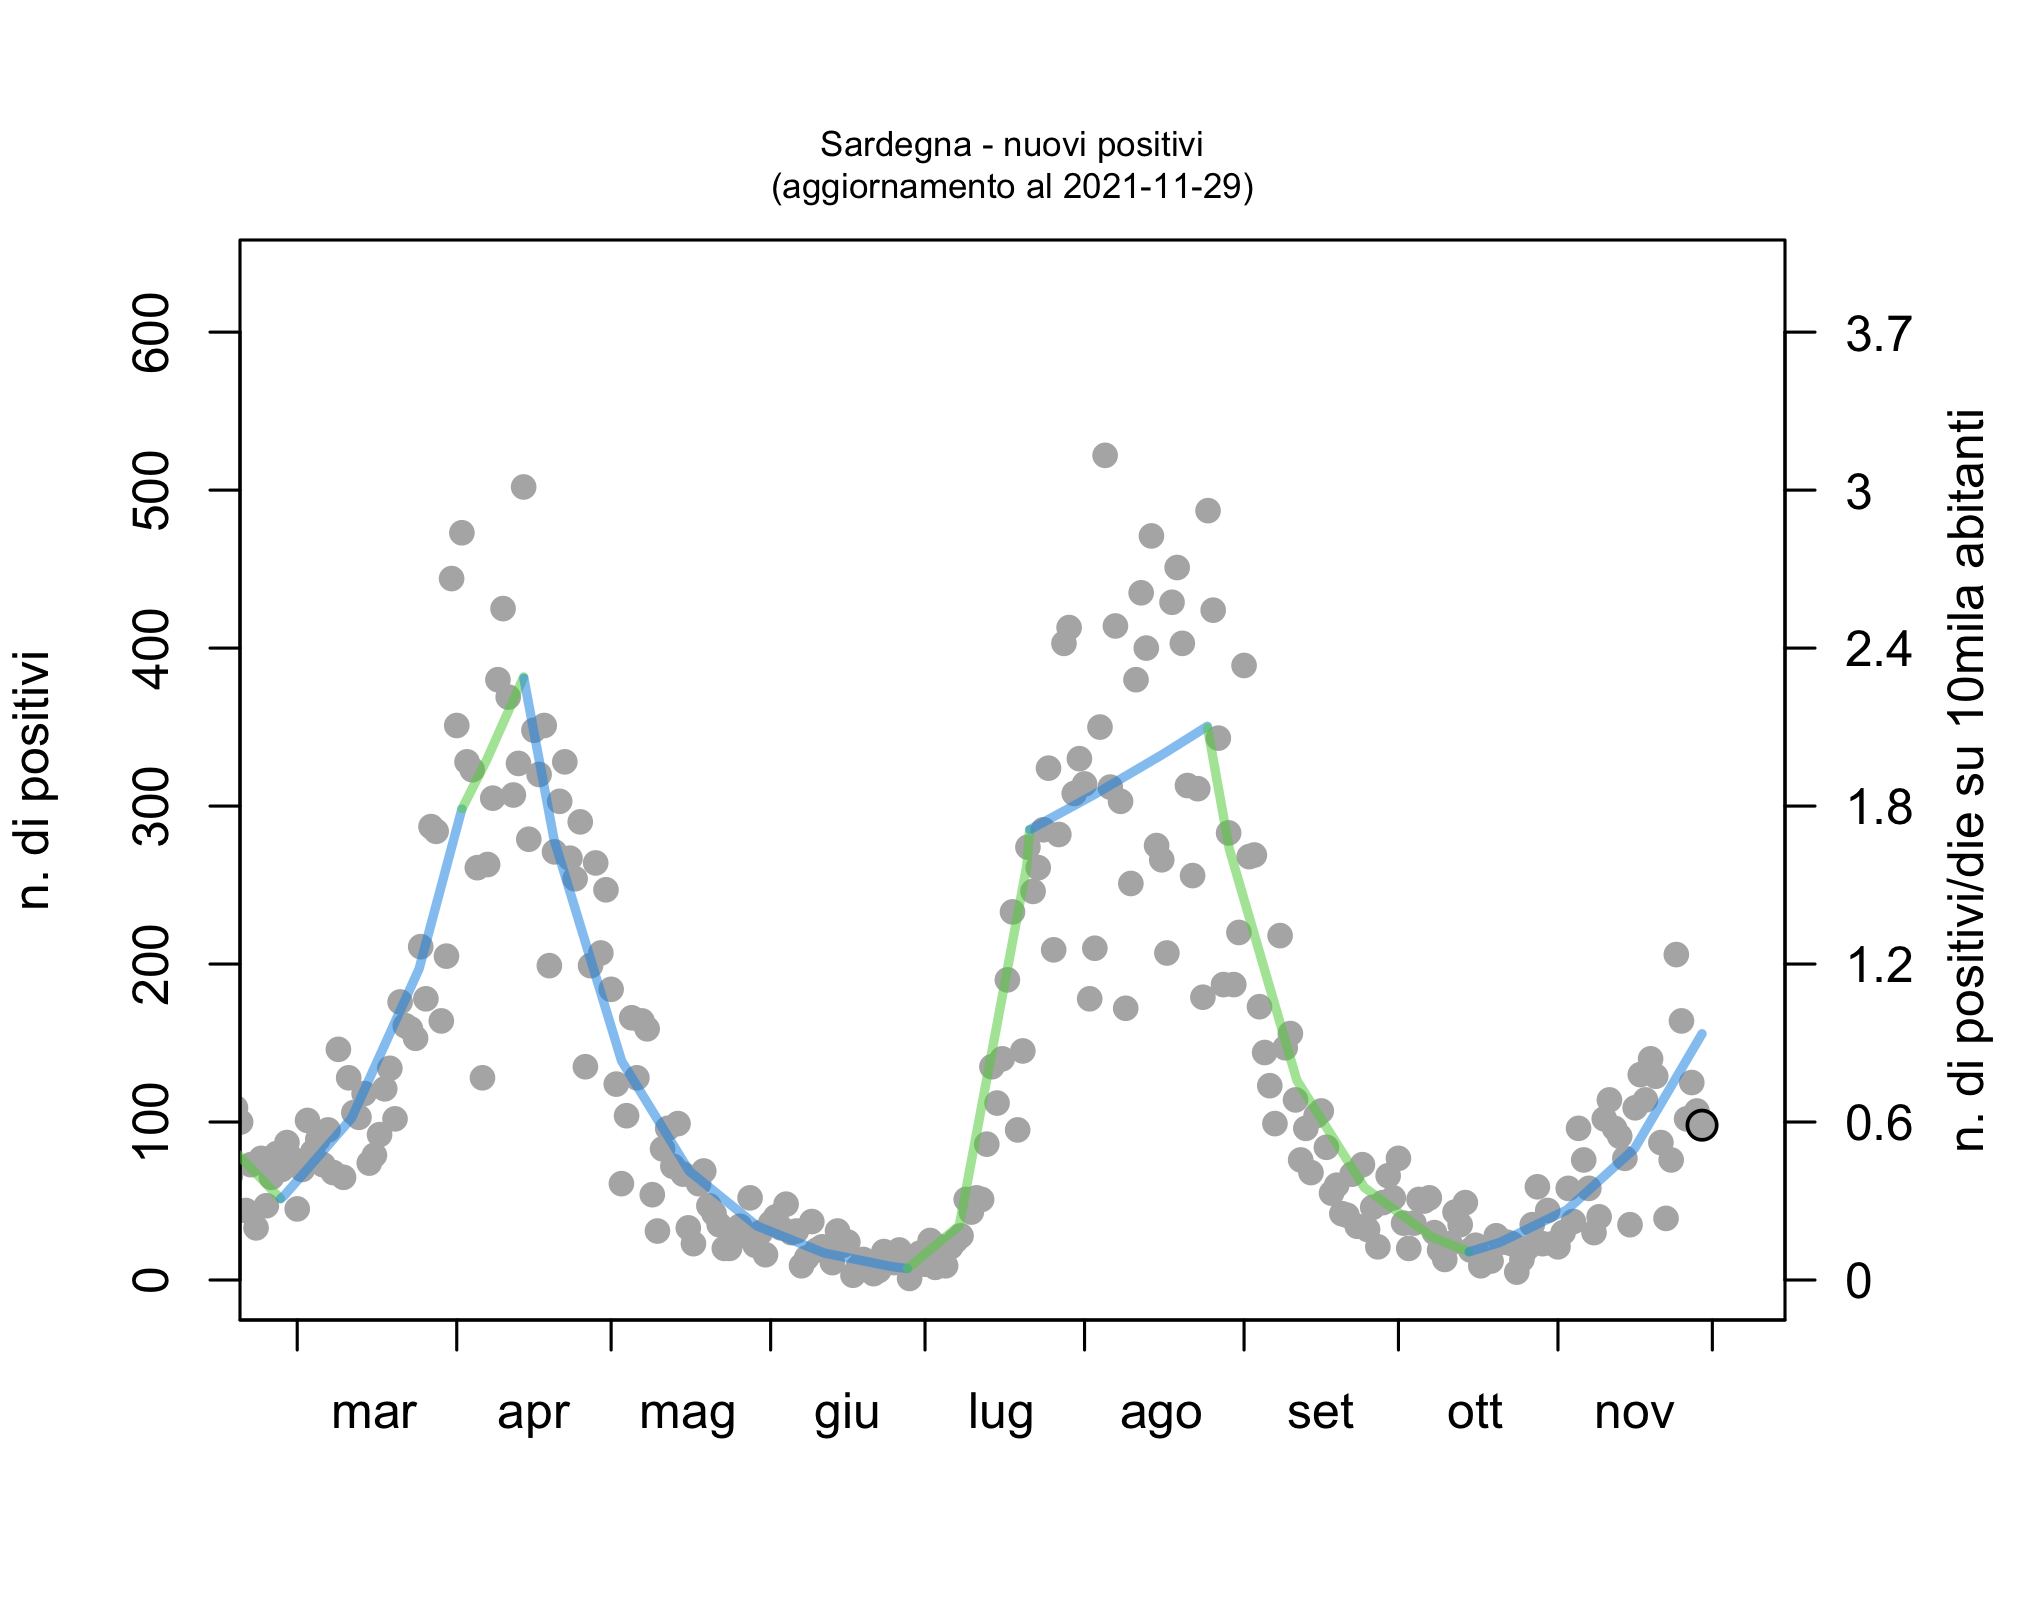 Sardegna - nuovi positivi
(aggiornamento al 2021-11-29)
n. di positivi
600
500
400
300
200
100
0
3.7
3
2.4
1.8
1.2
0.6
0
n. di positivi/die su 10mila abitanti
mar apr mag giu lug ago set ott nov